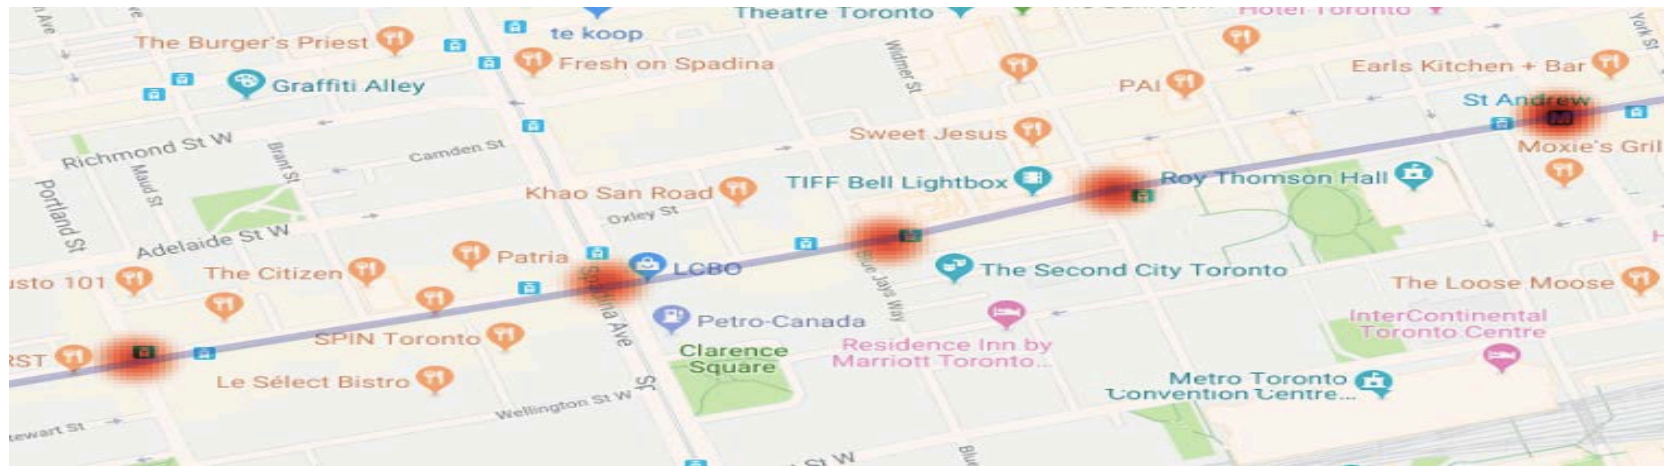 Theatre Toronto
Hotel Toronto
York St
The Burger's Priest
te koop
Fresh on Spadina
Widmer St
Earls Kitchen + Bar
Graffiti Alley
PAI
St Andrew
Richmond St W
Camden St
Sweet Jesus
Moxie's Gril
Brant St
Maud St
Portland St
Khao San Road
TIFF Bell Lightbox
Roy Thomson Hall
Oxley St
Adelaide St W
Patria
The Citizen
usto 101
LCBO
Spadina Ave
Blue Jays Way
The Second City Toronto
The Loose Moose
SPIN Toronto
Petro-Canada
InterContinental
Toronto Centre
RST
Clarence
Square
Residence Inn by
Marriott Toronto...
Le Sélect Bistro
Metro Toronto
Convention Centre...
Wellington St W
tewart St
St W
Blue